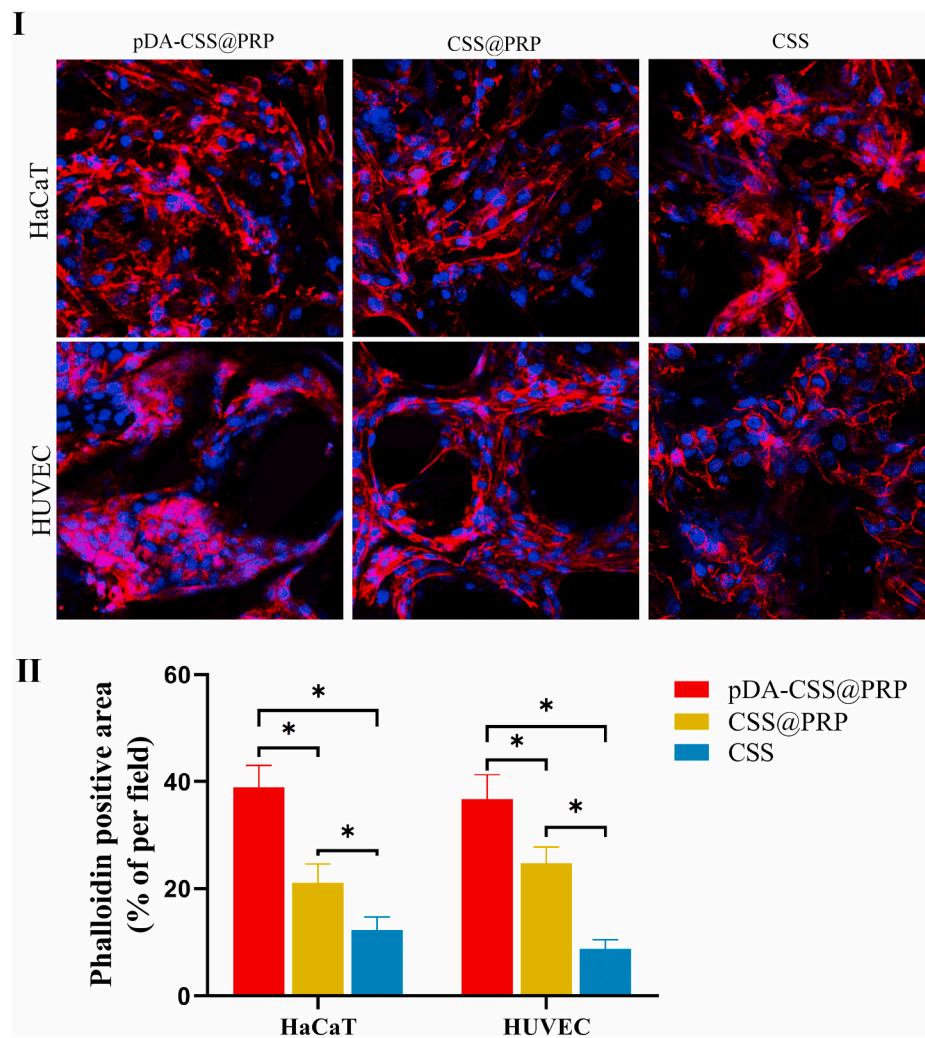 I
pDA-CSS@PRP CSS@PRP CSS
HaCaT
HUVEC
II
Phalloidin positive area
(% of per field)
60
40
20
0
* * *
* * *
HaCaT HUVEC
pDA-CSS@PRP
CSS@PRP
CSS